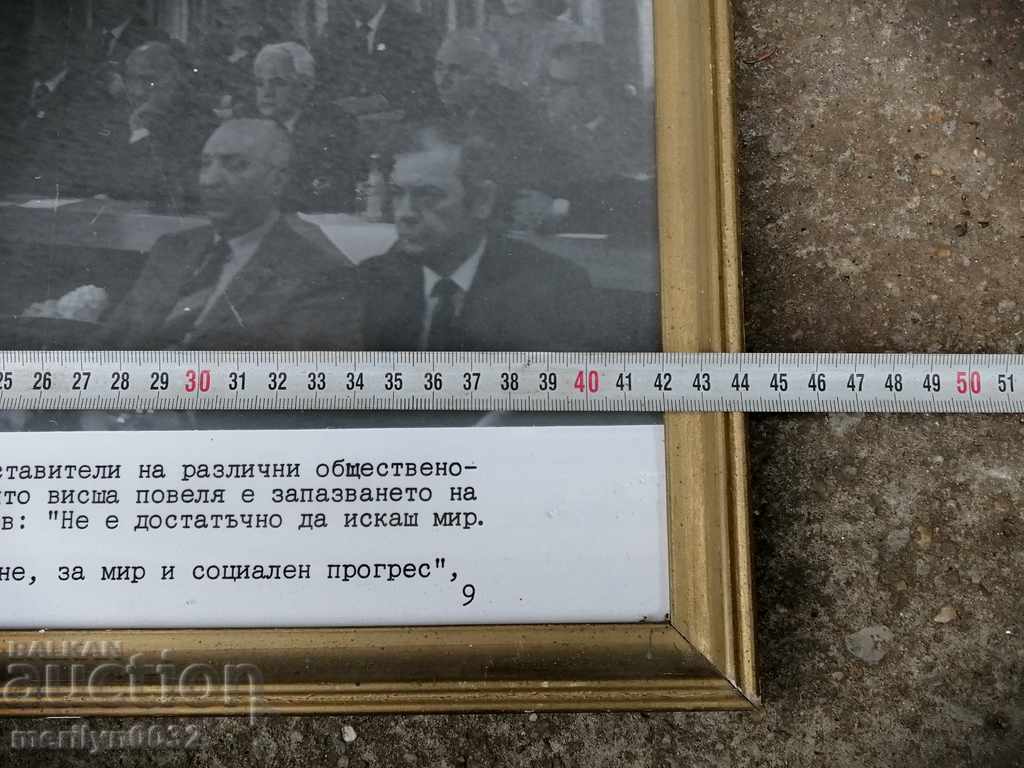 25 26 27 28 29 30 31 32 33 34 35 36 37 38 39 40 41 42 43 44 45 46 47 48 49 50 51
ставители на различни обществено-
ято висша повеля е запазването на
в: "Не е достатъчно да искаш мир.
не, за мир и социален прогрес",
9
BALKAN
auction
merilyn0032